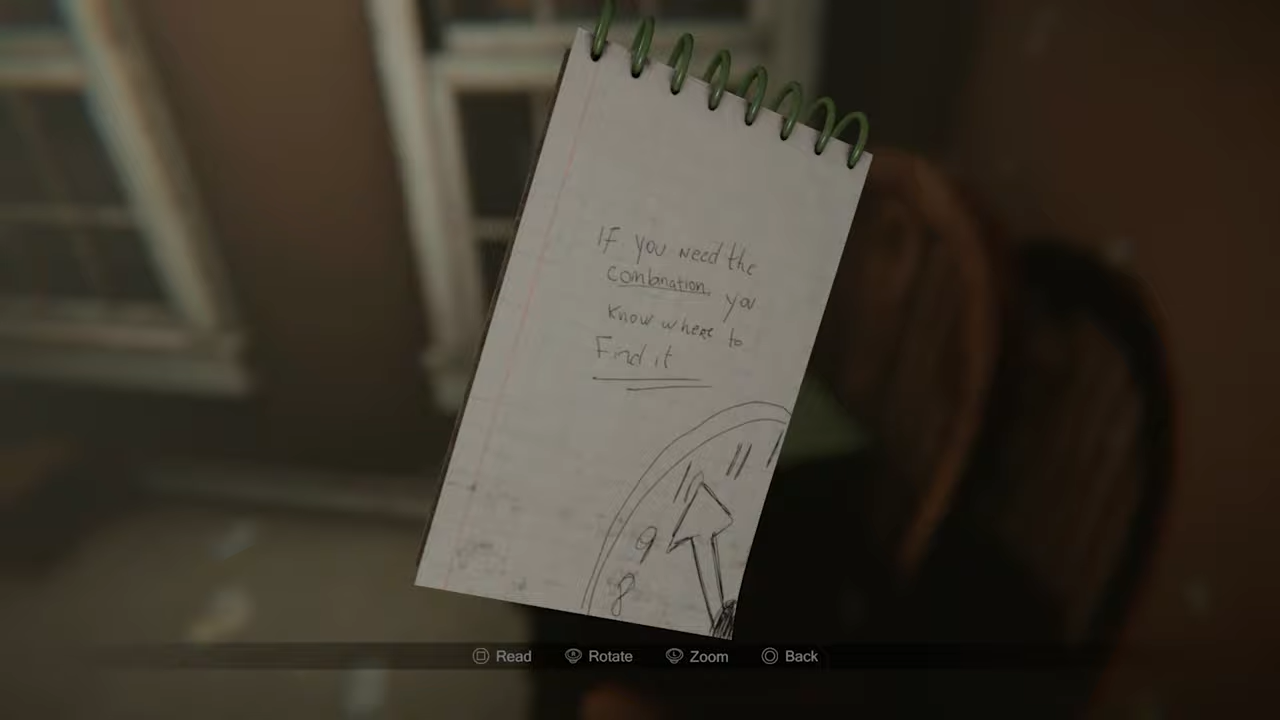 If you need the
combination, you
know where to
Find it
10
11
1
9
8
Read
Rotate
Zoom
Back